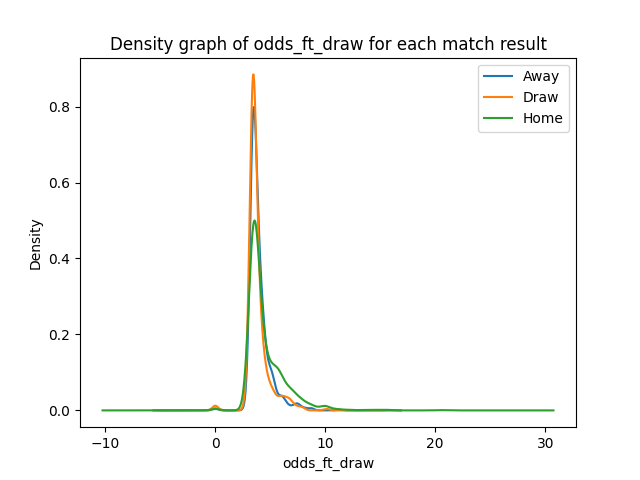 Density graph of odds_ft_draw for each match result
Away
Draw
Home
0.8
0.6
0.4
0.2
0.0
Density
−10
0
10
20
30
odds_ft_draw